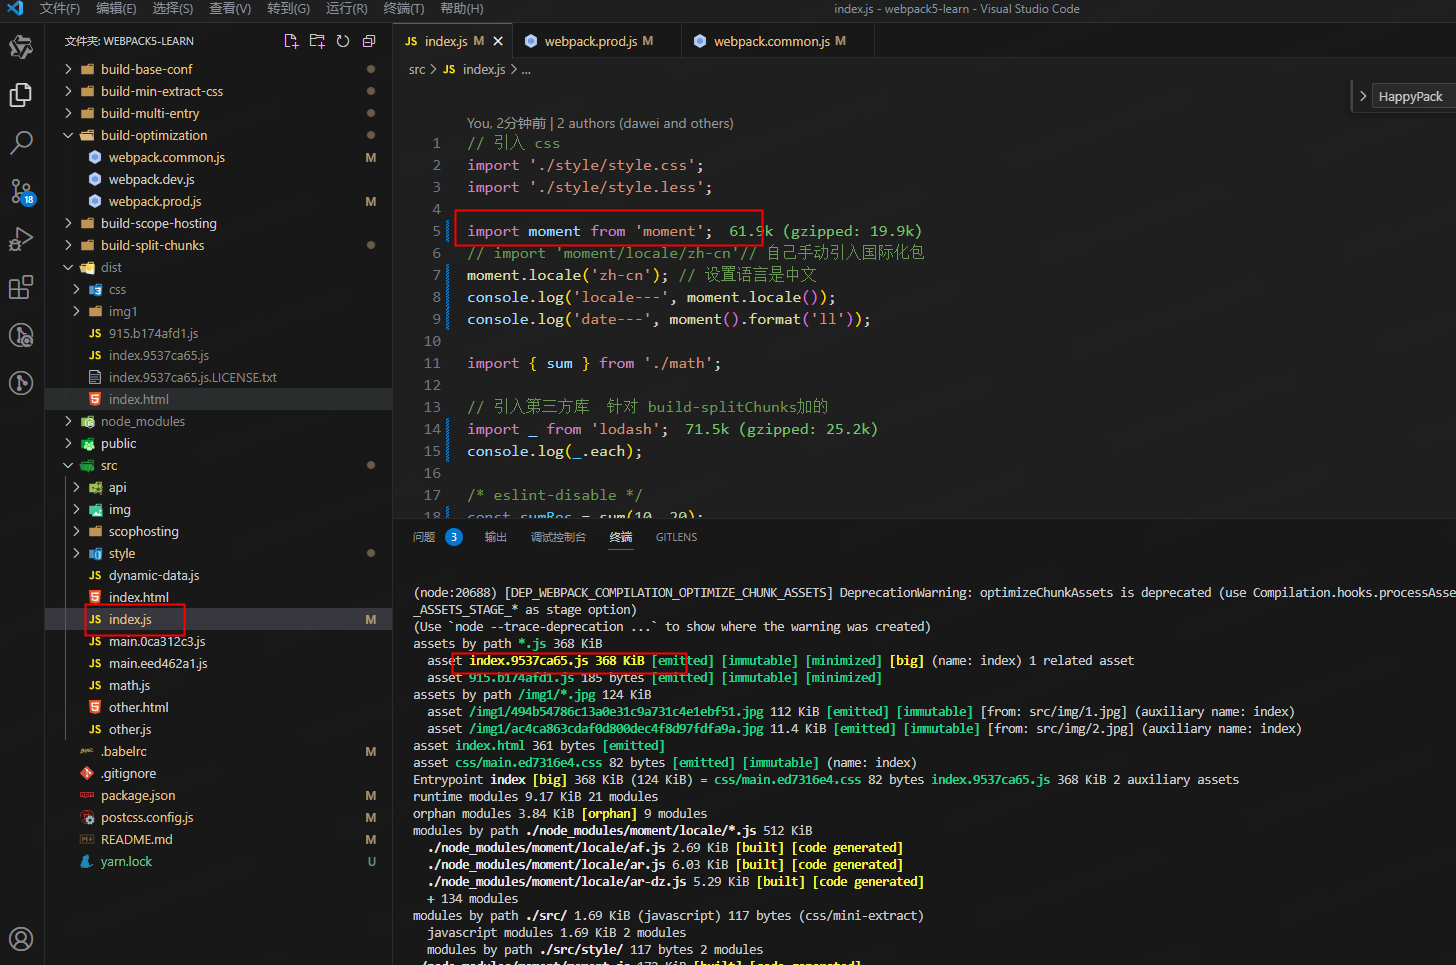 文件(F) 编辑(E) 选择(S) 查看(V) 转到(G) 运行(R) 终端(T) 帮助(H) index.js - webpack5-learn - Visual Studio Code
文件夹: WEBPACK5-LEARN
build-base-conf
build-min-extract-css
build-multi-entry
build-optimization
webpack.common.js M
webpack.dev.js
webpack.prod.js M
build-scope-hosting
build-split-chunks
dist
css
img1
JS 915.b174afd1.js
JS index.9537ca65.js
index.9537ca65.js.LICENSE.txt
index.html
node_modules
public
src
api
img
scophosting
style
JS dynamic-data.js
index.html
JS index.js M
JS main.0ca312c3.js
JS main.eed462a1.js
JS math.js
other.html
JS other.js
.babelrc M
.gitignore
package.json M
postcss.config.js M
README.md M
yarn.lock U
18
JS index.js M webpack.prod.js M webpack.common.js M
src > JS index.js > ...
HappyPack
You, 2分钟前 | 2 authors (dawei and others)
1 // 引入 css
2 import './style/style.css';
3 import './style/style.less';
4
5 import moment from 'moment'; 61.9k (gzipped: 19.9k)
6 // import 'moment/locale/zh-cn'// 自己手动引入国际化包
7 moment.locale('zh-cn'); // 设置语言是中文
8 console.log('locale---', moment.locale());
9 console.log('date---', moment().format('ll'));
10
11 import { sum } from './math';
12
13 // 引入第三方库 针对 build-splitChunks加的
14 import _ from 'lodash'; 71.5k (gzipped: 25.2k)
15 console.log(_.each);
16
17 /* eslint-disable */
18 const sumRes = sum(10, 20);
问题 3 输出 调试控制台 终端 GITLENS
(node:20688) [DEP_WEBPACK_COMPILATION_OPTIMIZE_CHUNK_ASSETS] DeprecationWarning: optimizeChunkAssets is deprecated (use Compilation.hooks.processAsse
_ASSETS_STAGE_* as stage option)
(Use `node --trace-deprecation ...` to show where the warning was created)
assets by path *.js 368 KiB
asset index.9537ca65.js 368 KiB [emitted] [immutable] [minimized] [big] (name: index) 1 related asset
asset 915.b174afd1.js 185 bytes [emitted] [immutable] [minimized]
assets by path /img1/*.jpg 124 KiB
asset /img1/494b54786c13a0e31c9a731c4e1ebf51.jpg 112 KiB [emitted] [immutable] [from: src/img/1.jpg] (auxiliary name: index)
asset /img1/ac4ca863cdaf0d800dec4f8d97fdfa9a.jpg 11.4 KiB [emitted] [immutable] [from: src/img/2.jpg] (auxiliary name: index)
asset index.html 361 bytes [emitted]
asset css/main.ed7316e4.css 82 bytes [emitted] [immutable] (name: index)
Entrypoint index [big] 368 KiB (124 KiB) = css/main.ed7316e4.css 82 bytes index.9537ca65.js 368 KiB 2 auxiliary assets
runtime modules 9.17 KiB 21 modules
orphan modules 3.84 KiB [orphan] 9 modules
modules by path ./node_modules/moment/locale/*.js 512 KiB
./node_modules/moment/locale/af.js 2.69 KiB [built] [code generated]
./node_modules/moment/locale/ar.js 6.03 KiB [built] [code generated]
./node_modules/moment/locale/ar-dz.js 5.29 KiB [built] [code generated]
+ 134 modules
modules by path ./src/ 1.69 KiB (javascript) 117 bytes (css/mini-extract)
javascript modules 1.69 KiB 2 modules
modules by path ./src/style/ 117 bytes 2 modules
./node_modules/moment/moment.js 173 KiB [built] [code generated]